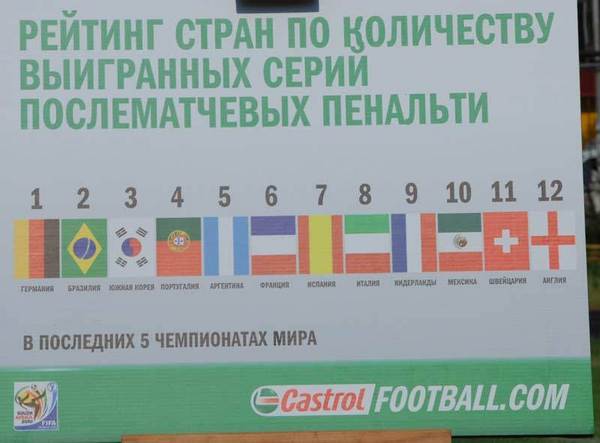 РЕЙТИНГ СТРАН ПО КОЛИЧЕСТВУ
ВЫИГРАННЫХ СЕРИЙ
ПОСЛЕМАТЧЕВЫХ ПЕНАЛЬТИ
1 2 3 4 5 6 7 8 9 10 11 12
ГЕРМАНИЯ БРАЗИЛИЯ ЮЖНАЯ КОРЕЯ ПОРТУГАЛИЯ АРГЕНТИНА ФРАНЦИЯ ИСПАНИЯ ИТАЛИЯ НИДЕРЛАНДЫ МЕКСИКА ШВЕЙЦАРИЯ АНГЛИЯ
В ПОСЛЕДНИХ 5 ЧЕМПИОНАТАХ МИРА
Castrol FOOTBALL.COM
FIFA